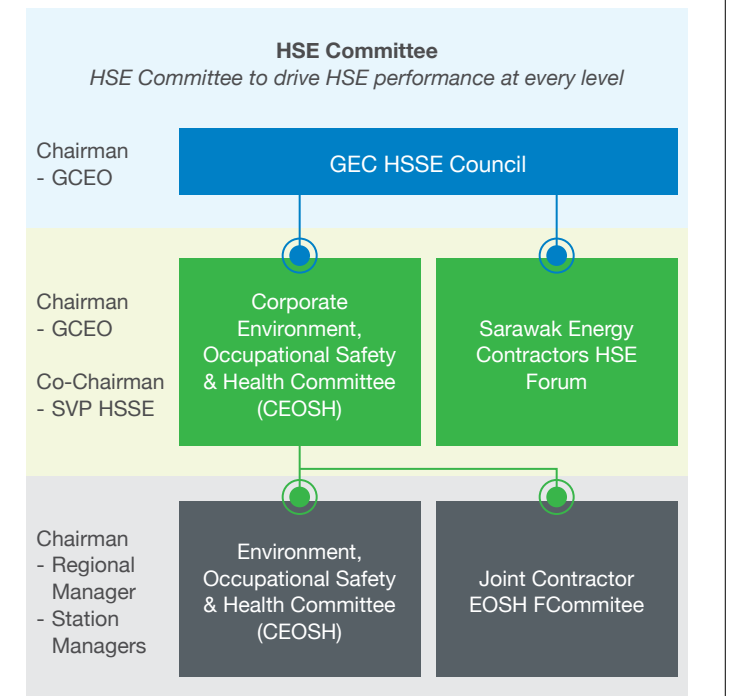 HSE Committee
HSE Committee to drive HSE performance at every level
Chairman
- GCEO
GEC HSSE Council
Chairman
- GCEO
Co-Chairman
- SVP HSSE
Corporate
Environment,
Occupational Safety
& Health Committee
(CEOSH)
Sarawak Energy
Contractors HSE
Forum
Chairman
- Regional
Manager
- Station
Managers
Environment,
Occupational Safety
& Health Committee
(CEOSH)
Joint Contractor
EOSH FCommitee